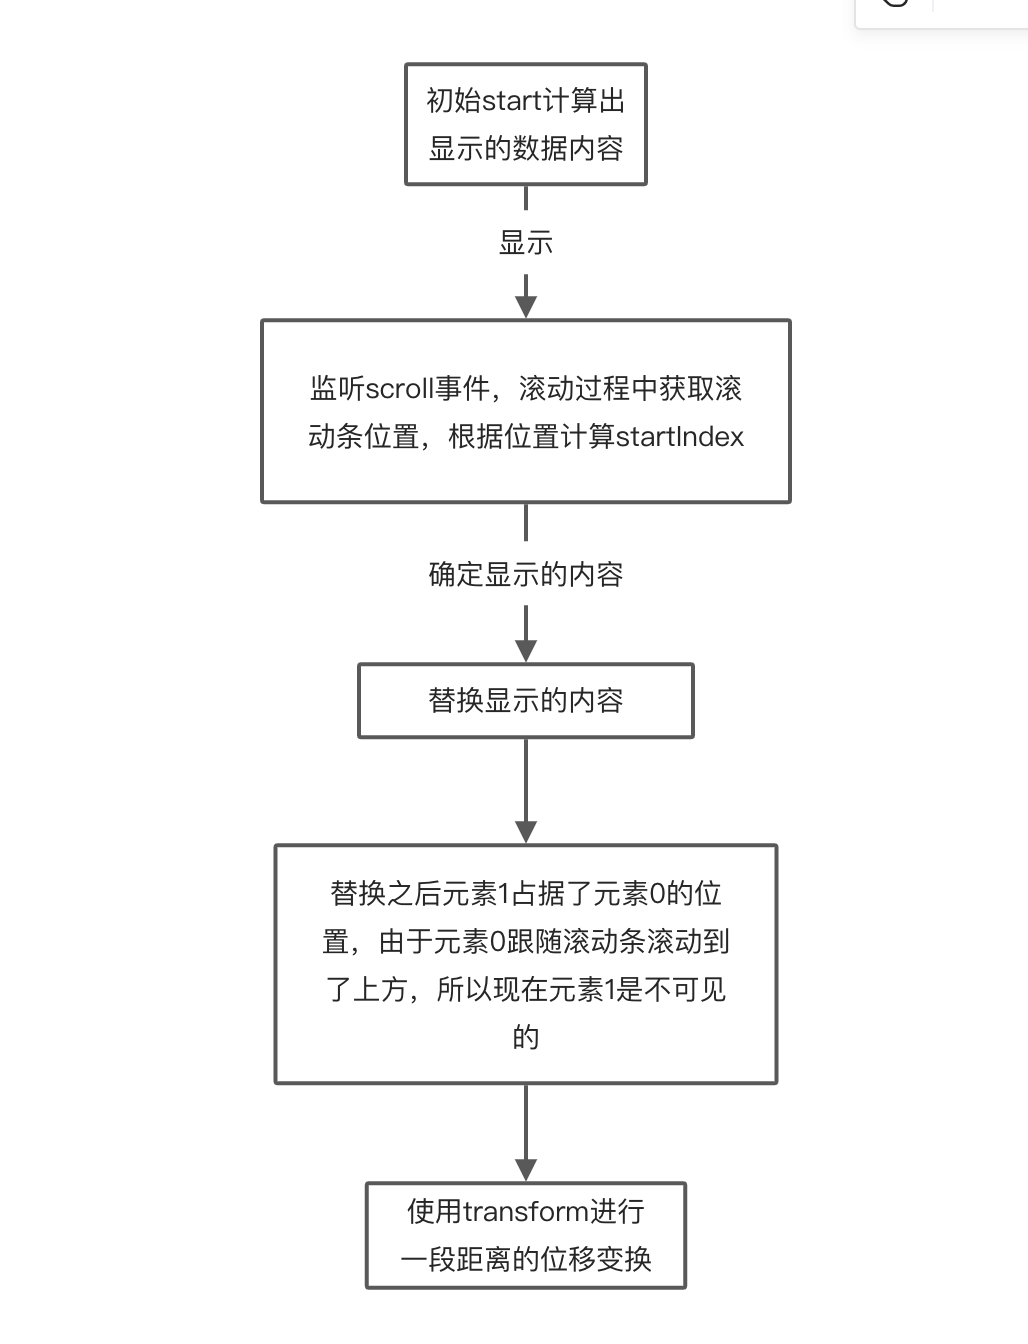 初始start计算出
显示的数据内容
显示
监听scroll事件，滚动过程中获取滚
动条位置，根据位置计算startIndex
确定显示的内容
替换显示的内容
替换之后元素1占据了元素0的位
置，由于元素0跟随滚动条滚动到
了上方，所以现在元素1是不可见
的
使用transform进行
一段距离的位移变换